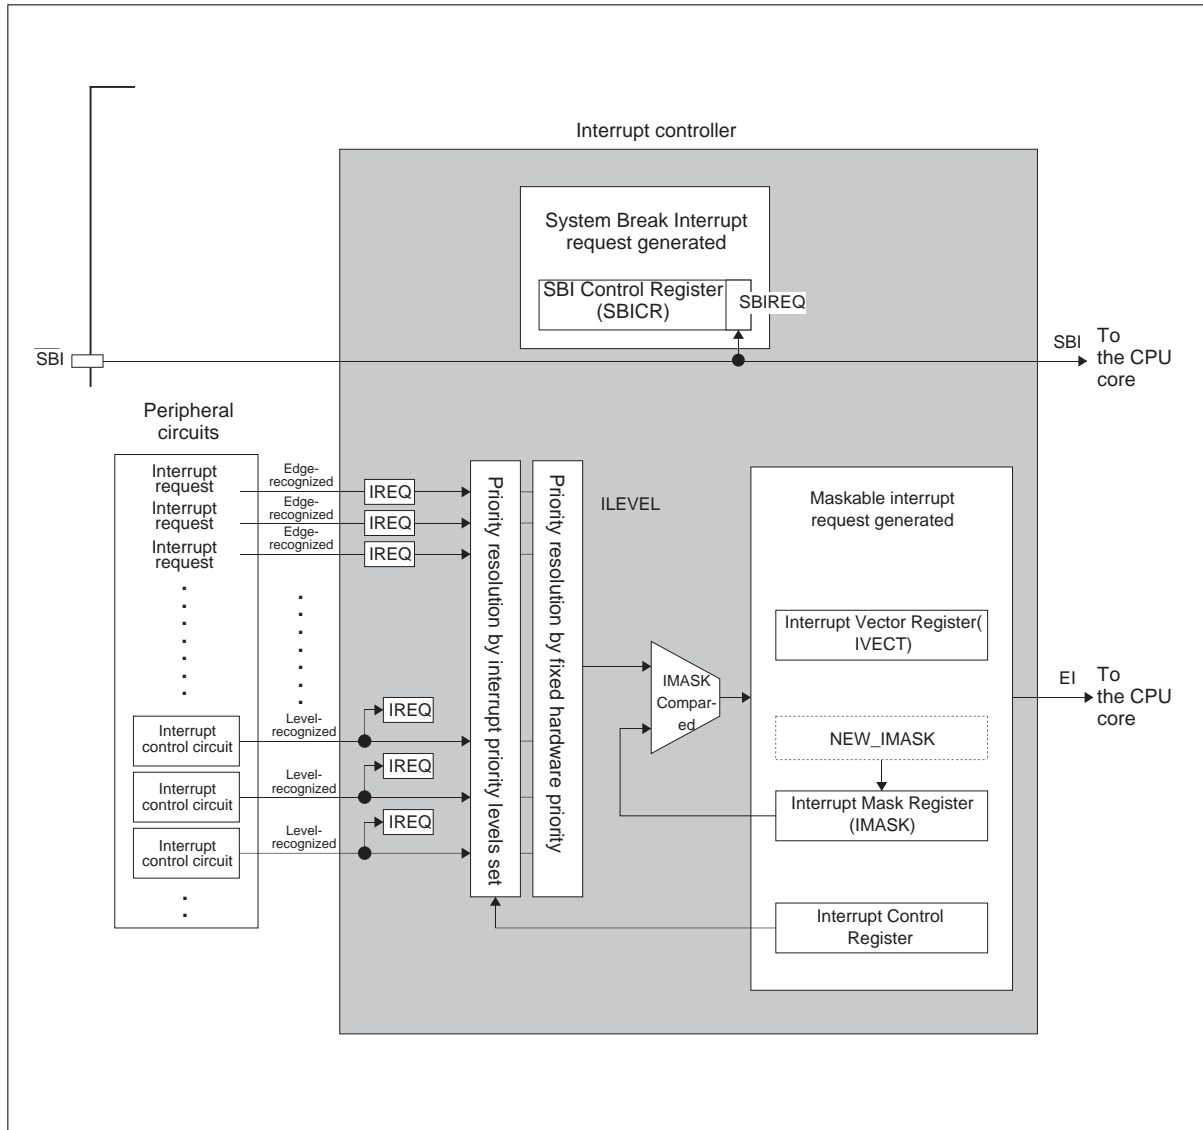 Interrupt controller
System Break Interrupt
request generated
SBI Control Register
(SBICR)
SBIREQ
SBI
SBI
To
the CPU
core
Peripheral
circuits
Interrupt
request
Interrupt
request
Interrupt
request
Edge-
recognized
Edge-
recognized
Edge-
recognized
IREQ
IREQ
IREQ
Priority resolution by interrupt priority levels set
Priority resolution by fixed hardware priority
ILEVEL
Maskable interrupt
request generated
Interrupt Vector Register(
IVECT)
IMASK
Compar-
ed
EI
To
the CPU
core
NEW_IMASK
Interrupt Mask Register
(IMASK)
Interrupt Control
Register
Interrupt
control circuit
Interrupt
control circuit
Interrupt
control circuit
Level-
recognized
Level-
recognized
Level-
recognized
IREQ
IREQ
IREQ